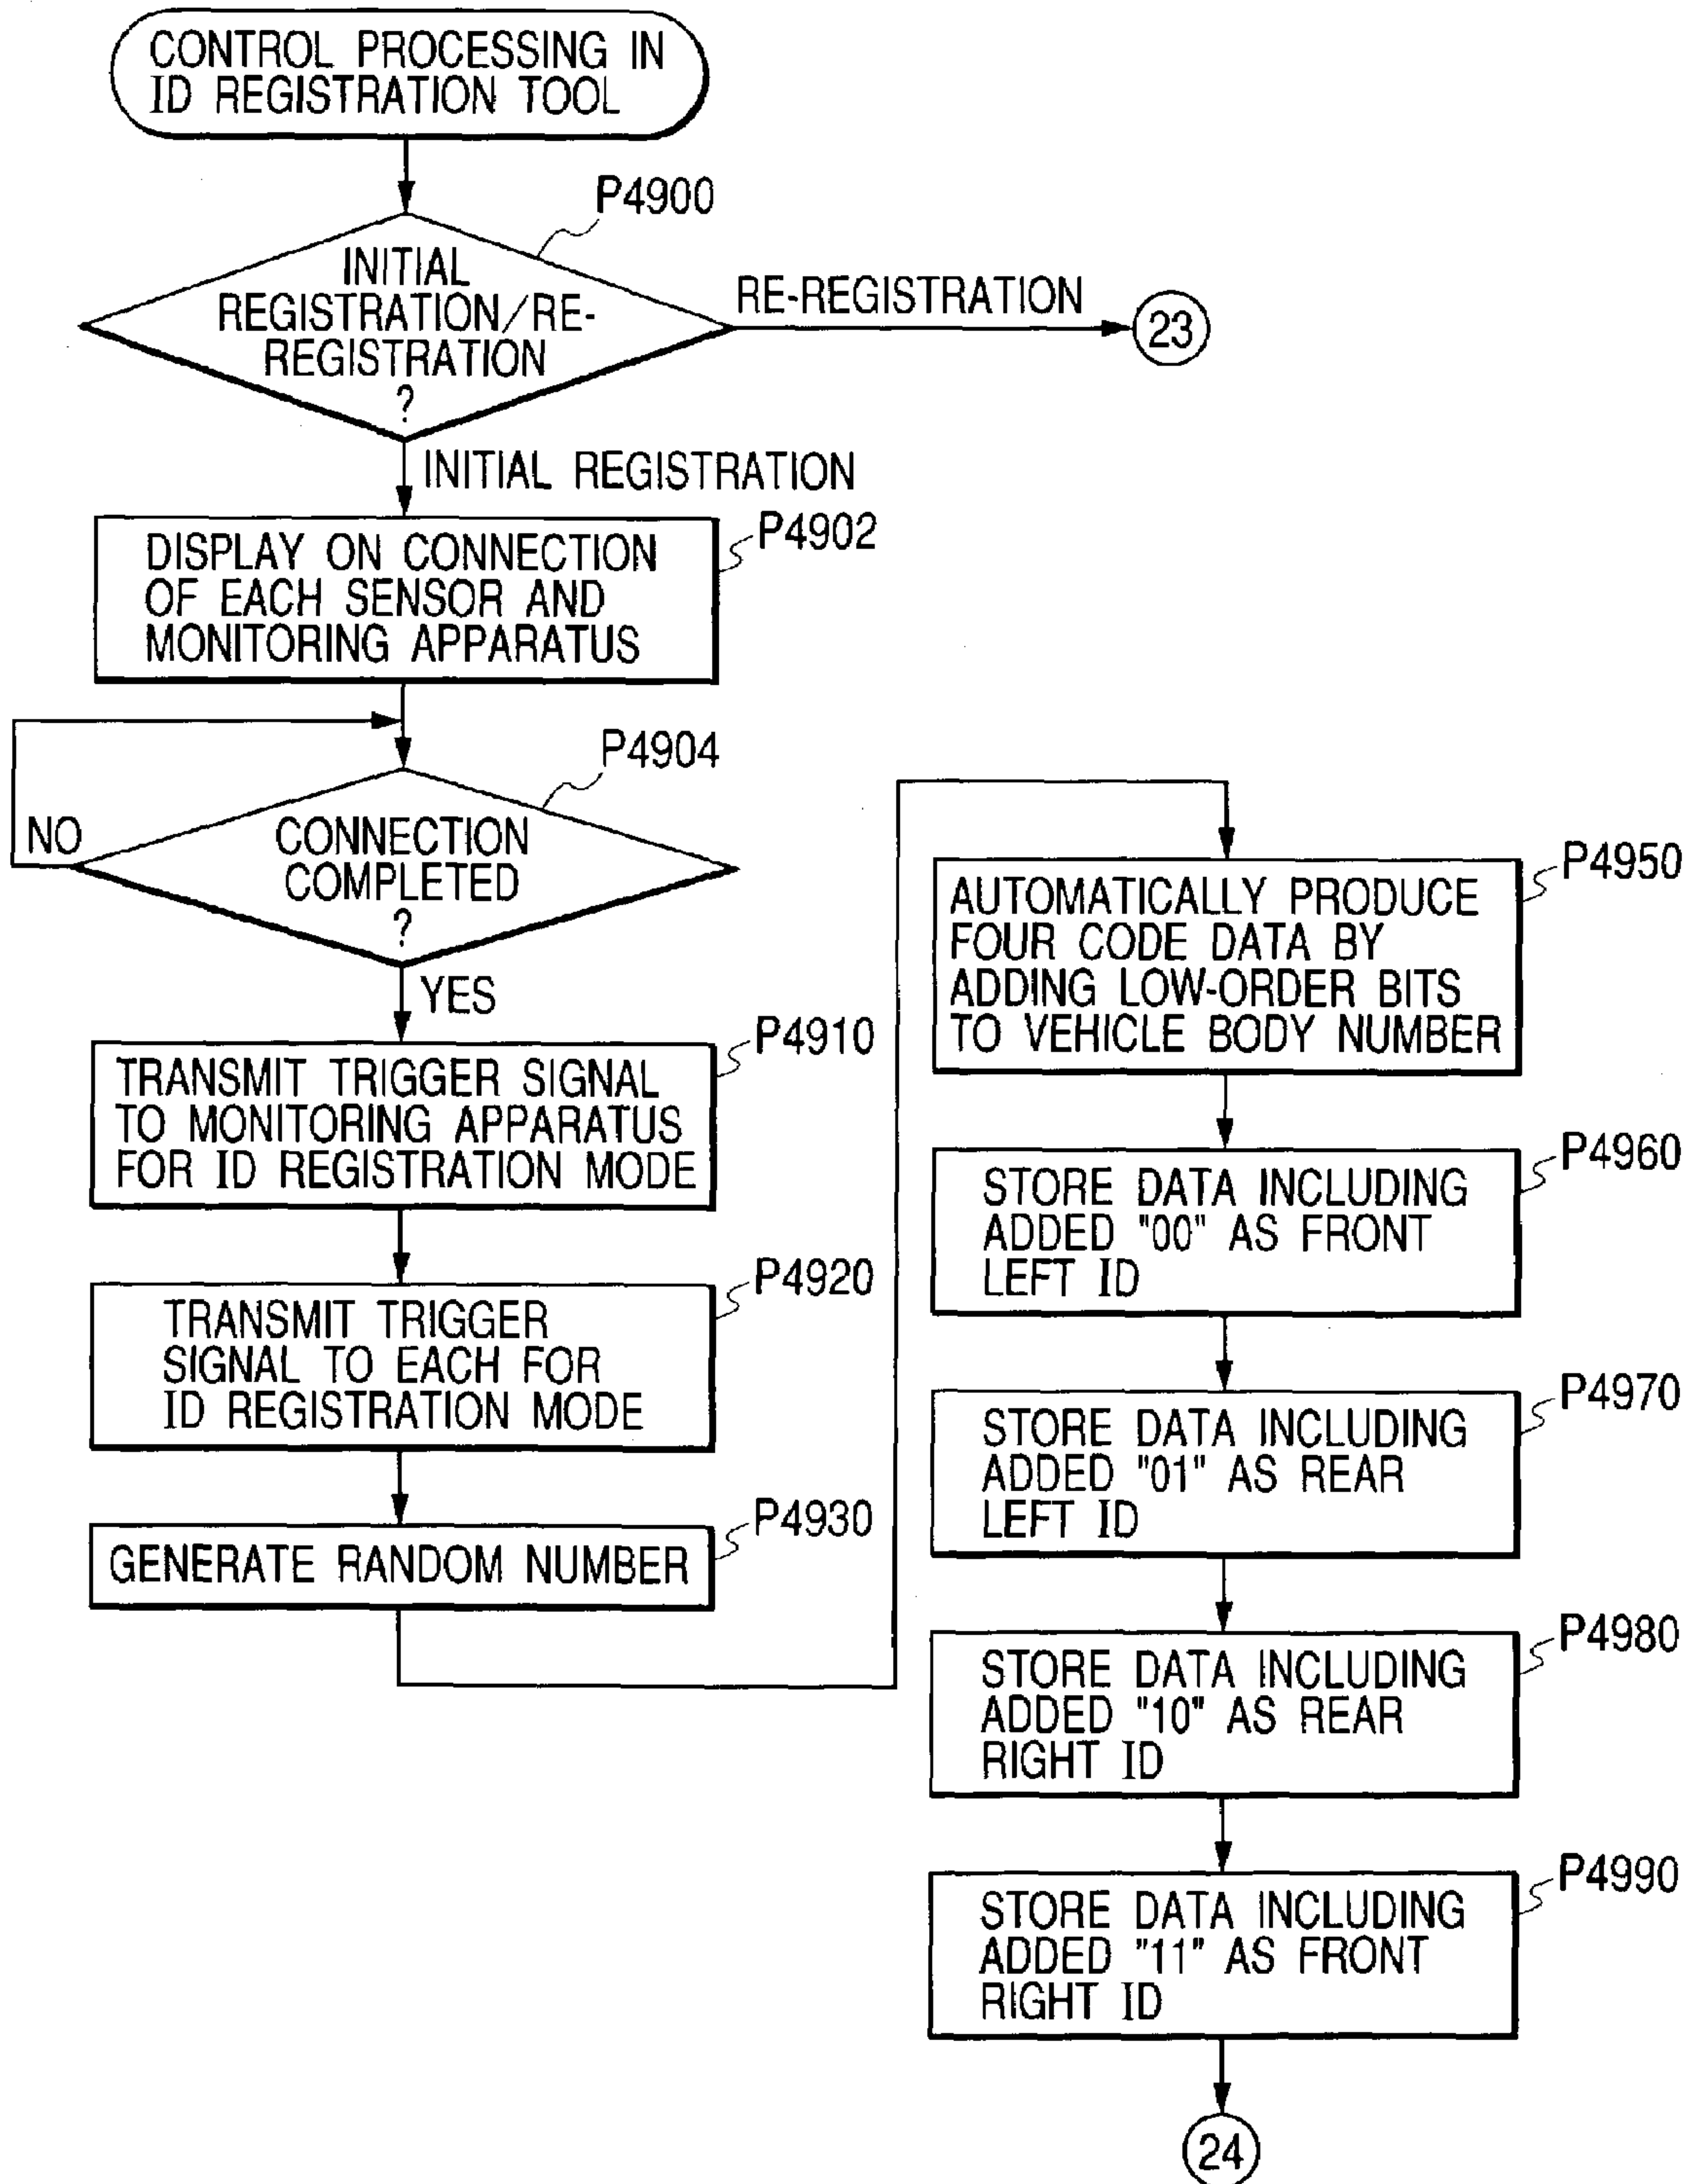 CONTROL PROCESSING IN
ID REGISTRATION TOOL
P4900
INITIAL
REGISTRATION/RE-
REGISTRATION
?
RE-REGISTRATION
23
INITIAL REGISTRATION
P4902
DISPLAY ON CONNECTION
OF EACH SENSOR AND
MONITORING APPARATUS
P4904
NO
CONNECTION
COMPLETED
?
YES
P4910
TRANSMIT TRIGGER SIGNAL
TO MONITORING APPARATUS
FOR ID REGISTRATION MODE
P4920
TRANSMIT TRIGGER
SIGNAL TO EACH FOR
ID REGISTRATION MODE
P4930
GENERATE RANDOM NUMBER
P4950
AUTOMATICALLY PRODUCE
FOUR CODE DATA BY
ADDING LOW-ORDER BITS
TO VEHICLE BODY NUMBER
P4960
STORE DATA INCLUDING
ADDED "00" AS FRONT
LEFT ID
P4970
STORE DATA INCLUDING
ADDED "01" AS REAR
LEFT ID
P4980
STORE DATA INCLUDING
ADDED "10" AS REAR
RIGHT ID
P4990
STORE DATA INCLUDING
ADDED "11" AS FRONT
RIGHT ID
24